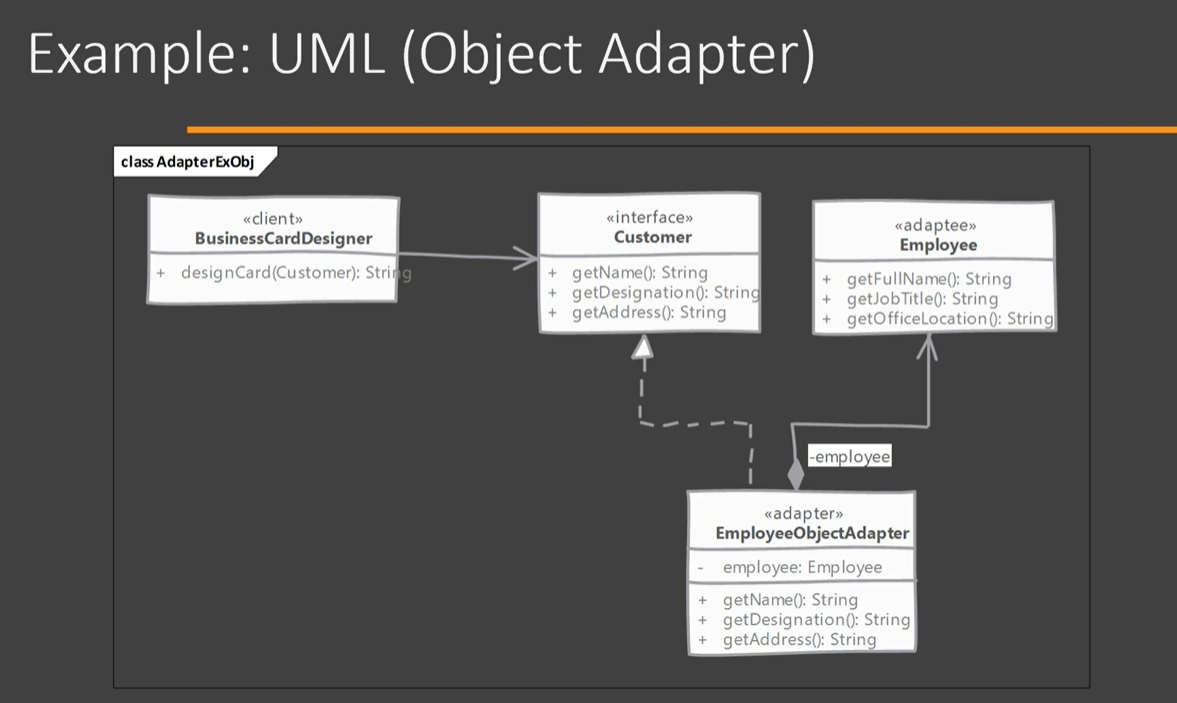 Example: UML (Object Adapter)
class AdapterExObj
«client»
BusinessCardDesigner
+ designCard(Customer): String
«interface»
Customer
+ getName(): String
+ getDesignation(): String
+ getAddress(): String
«adaptee»
Employee
+ getFullName(): String
+ getJobTitle(): String
+ getOfficeLocation(): String
-employee
«adapter»
EmployeeObjectAdapter
- employee: Employee
+ getName(): String
+ getDesignation(): String
+ getAddress(): String